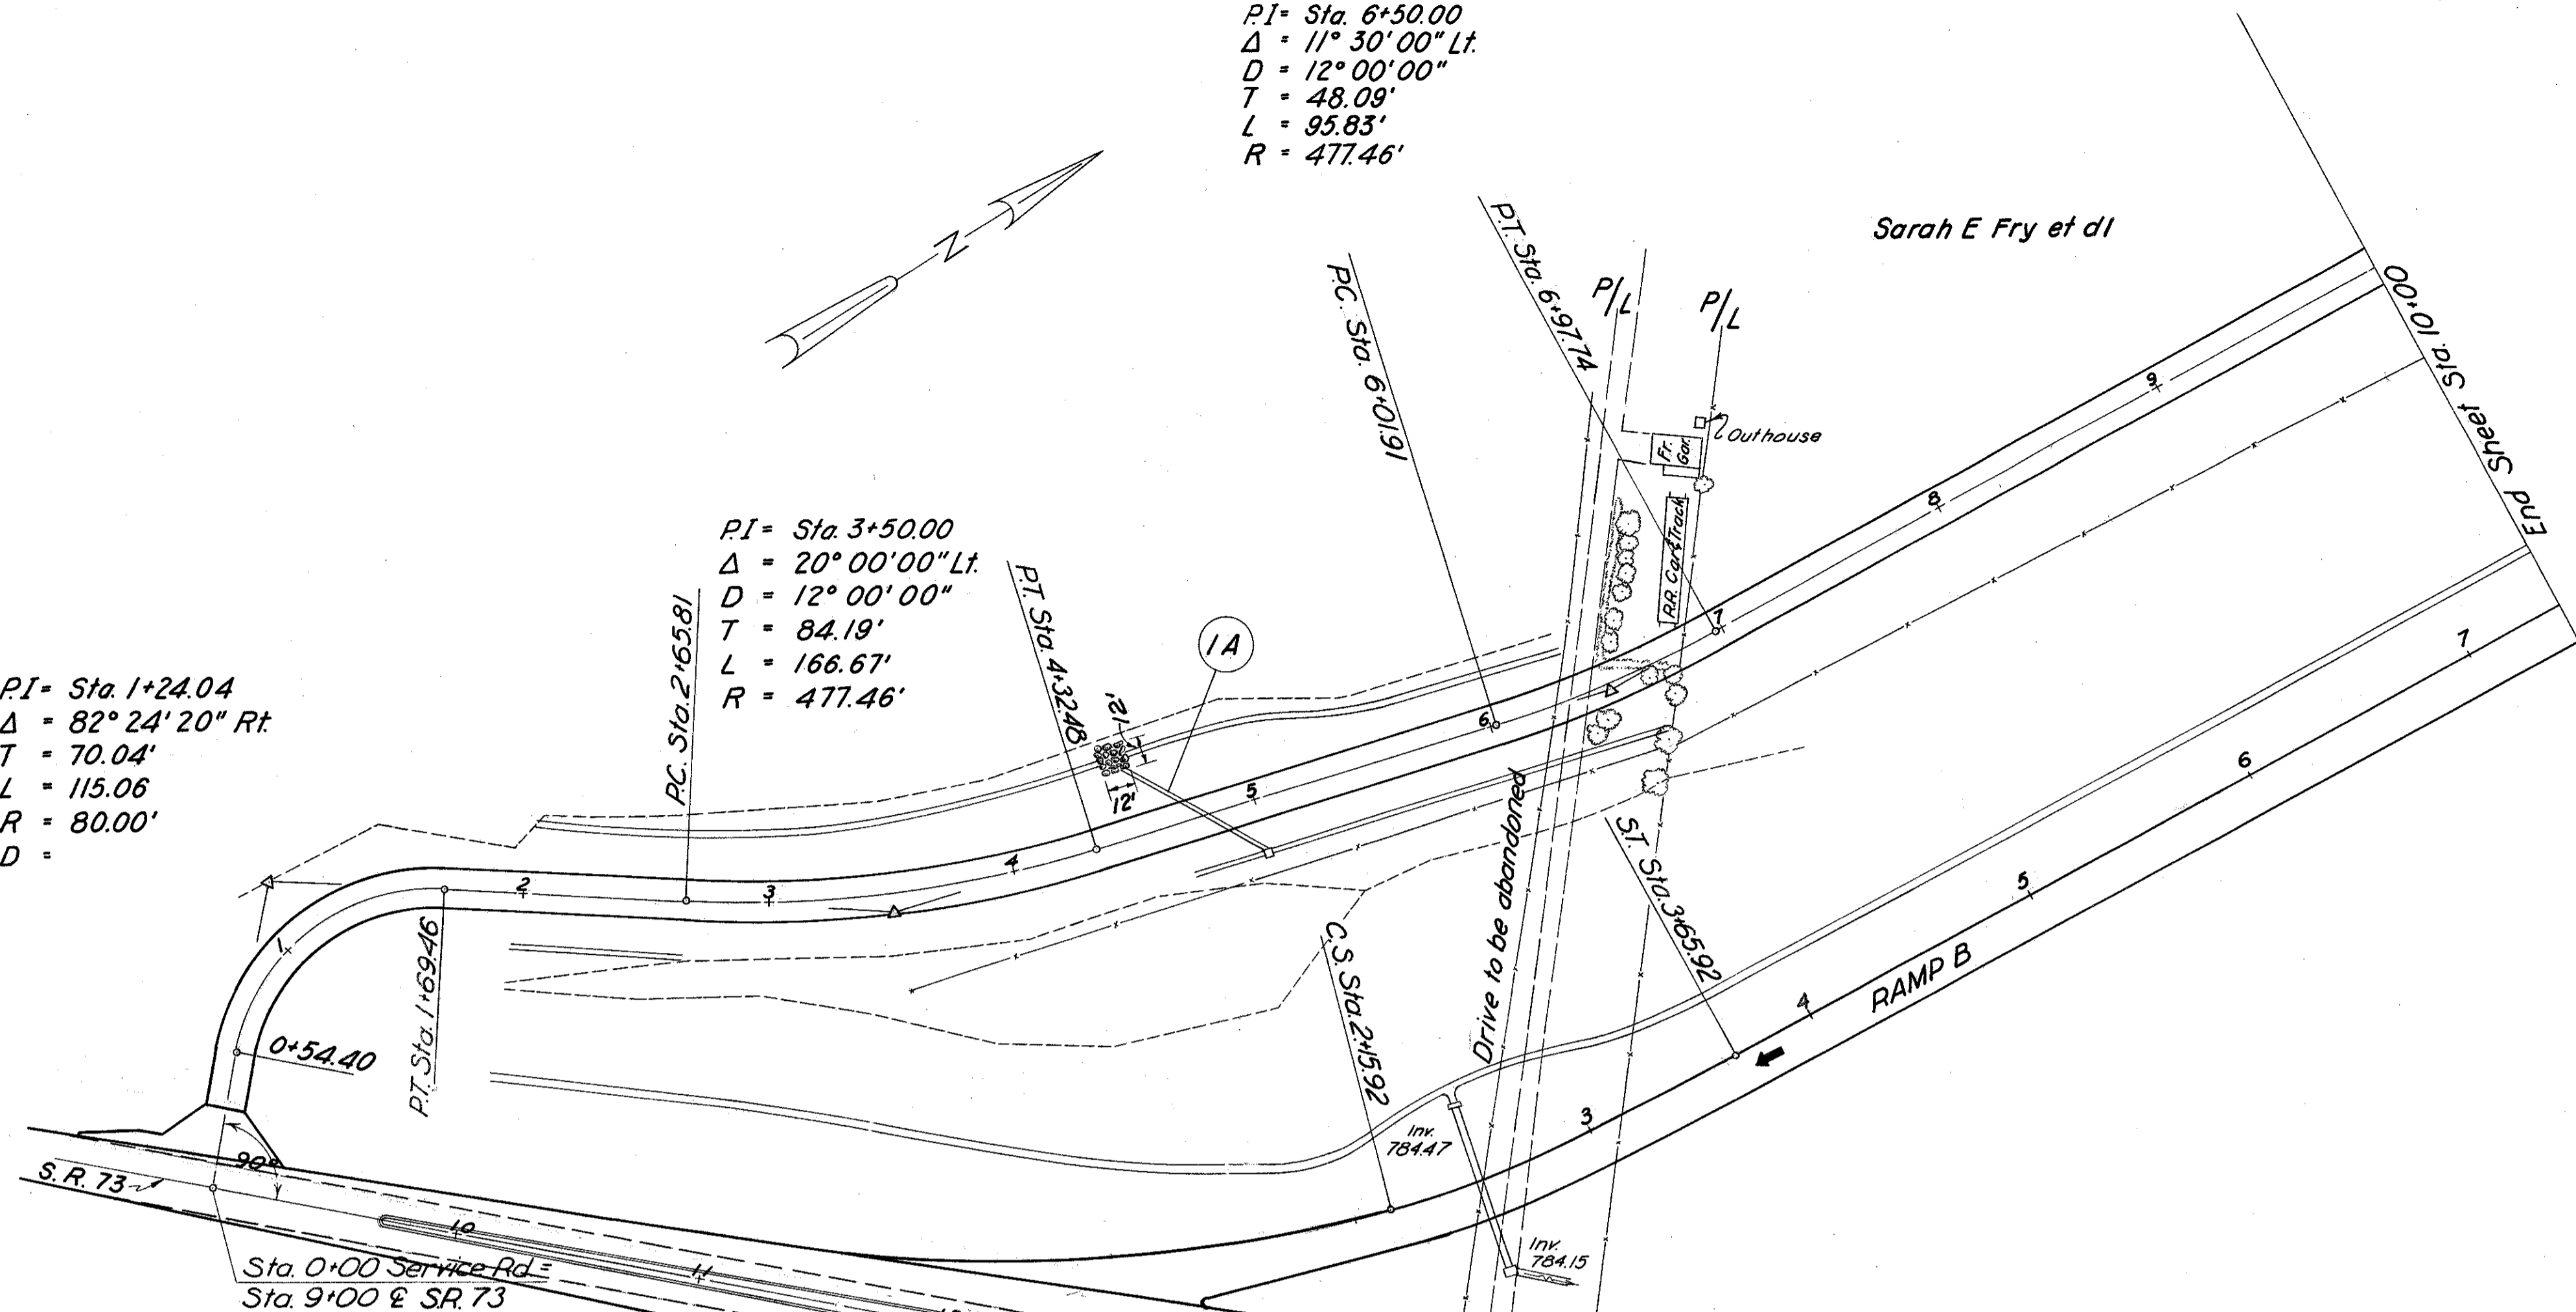 P.I= Sta. 6+50.00
Δ = 11° 30' 00" Lt.
D = 12° 00' 00"
T = 48.09'
L = 95.83'
R = 477.46'
N
Sarah E Fry et al
P.T. Sta. 6+97.74
P.C. Sta. 6+01.91
P/L
P/L
End Sheet Sta. 10+00
Outhouse
Fr. Gar.
R.R. Car & Track
P.I= Sta. 3+50.00
Δ = 20° 00' 00" Lt.
D = 12° 00' 00"
T = 84.19'
L = 166.67'
R = 477.46'
P.C. Sta. 2+65.81
P.T. Sta. 4+32.48
1A
12'
12'
P.I= Sta. 1+24.04
Δ = 82° 24' 20" Rt.
T = 70.04'
L = 115.06
R = 80.00'
D =
1
2
3
4
5
6
7
8
9
0+54.40
P.T. Sta. 1+69.46
C.S. Sta. 2+15.92
S.T. Sta. 3+65.92
Drive to be abandoned
RAMP B
3
4
5
6
7
Inv.
784.47
Inv.
784.15
90°
S.R. 73
10
11
Sta. 0+00 Service Rd =
Sta. 9+00 ℄ S.R. 73